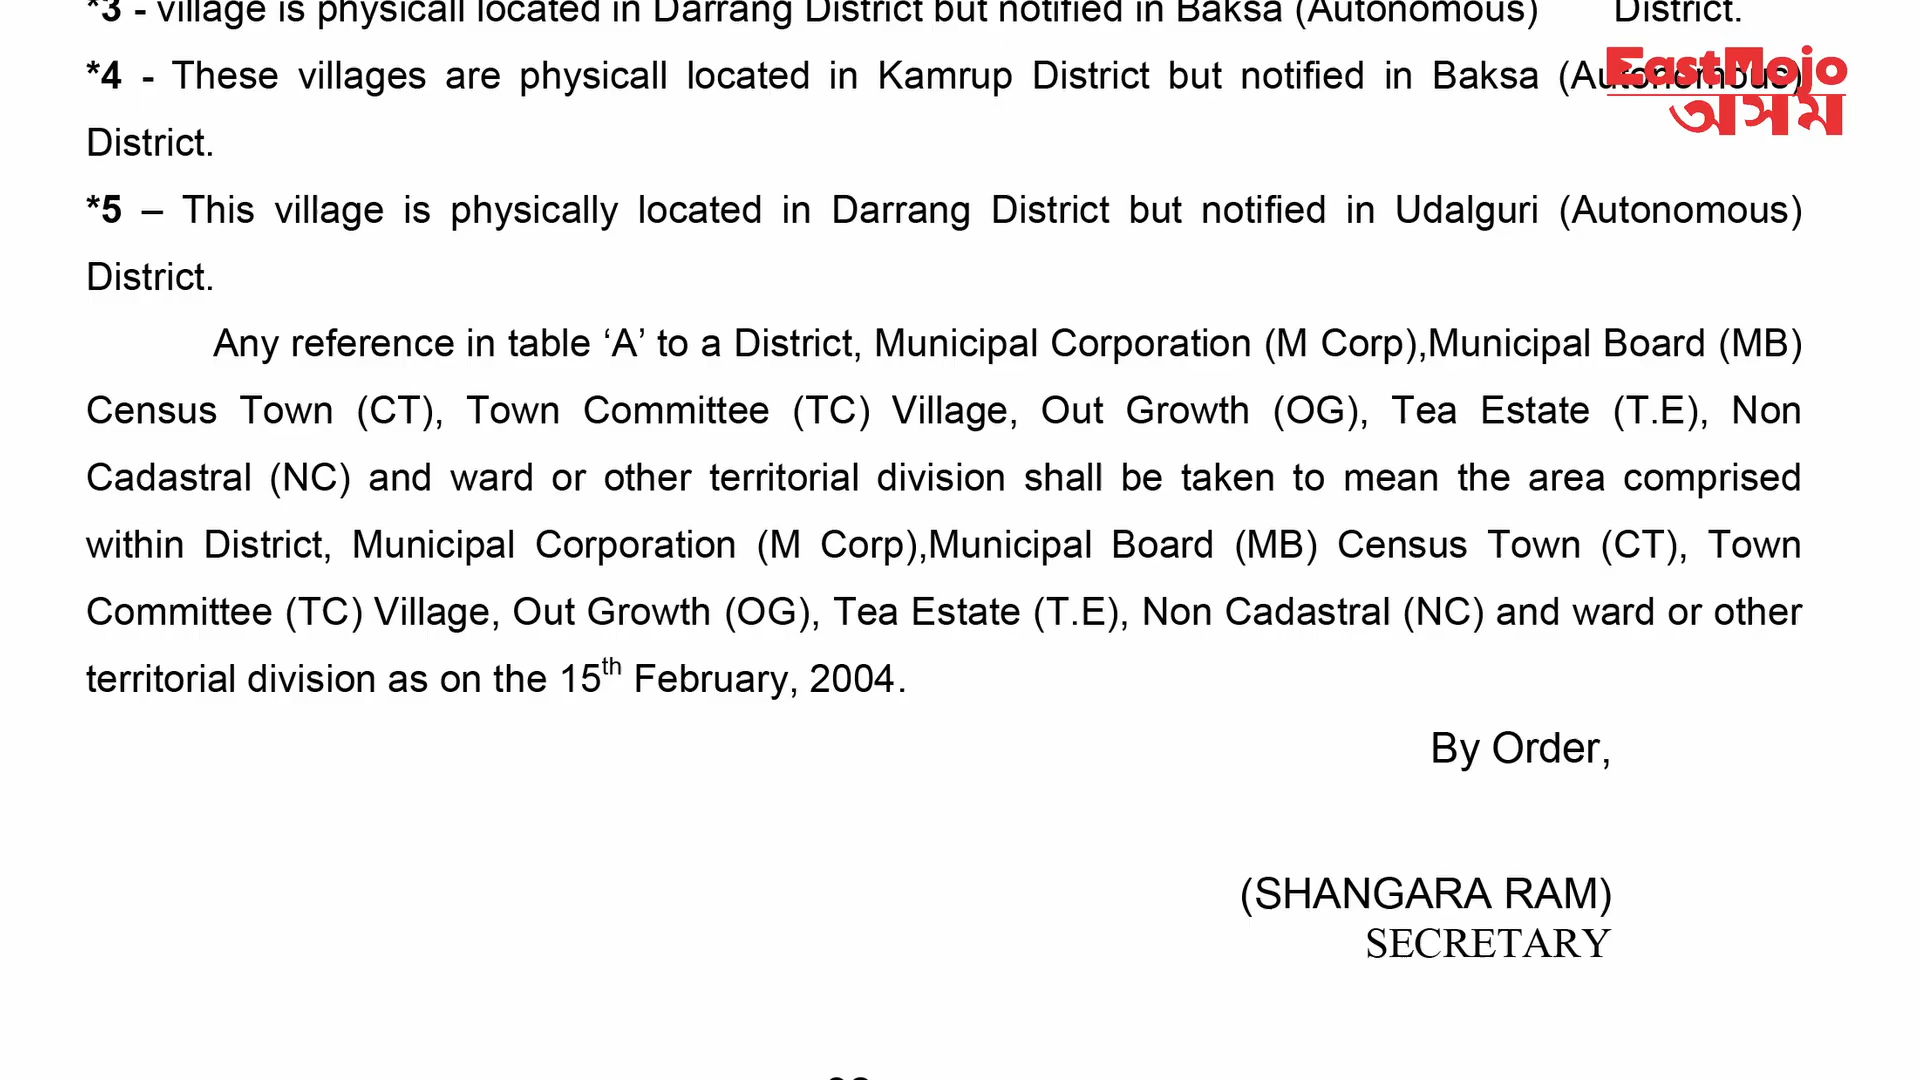 *3 - village is physicall located in Darrang District but notified in Baksa (Autonomous) District.
*4 - These villages are physicall located in Kamrup District but notified in Baksa (Autonomous)
EastMojo
অসম
District.
*5 – This village is physically located in Darrang District but notified in Udalguri (Autonomous)
District.
Any reference in table ‘A’ to a District, Municipal Corporation (M Corp),Municipal Board (MB)
Census Town (CT), Town Committee (TC) Village, Out Growth (OG), Tea Estate (T.E), Non
Cadastral (NC) and ward or other territorial division shall be taken to mean the area comprised
within District, Municipal Corporation (M Corp),Municipal Board (MB) Census Town (CT), Town
Committee (TC) Village, Out Growth (OG), Tea Estate (T.E), Non Cadastral (NC) and ward or other
territorial division as on the 15th February, 2004.
By Order,
(SHANGARA RAM)
SECRETARY